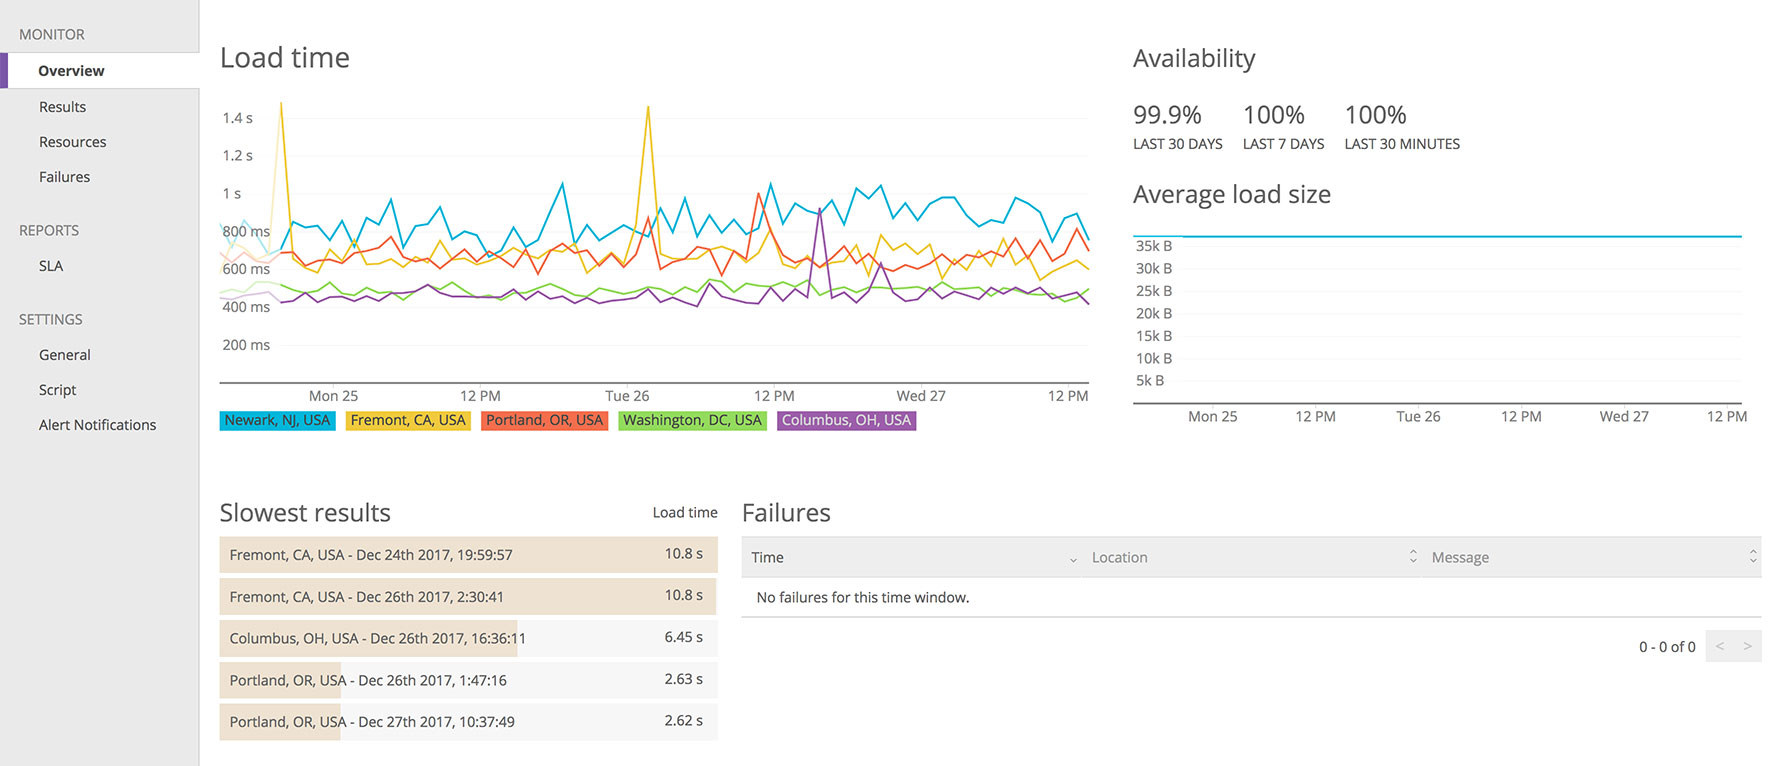 MONITOR
Overview
Results
Resources
Failures
REPORTS
SLA
SETTINGS
General
Script
Alert Notifications
Load time
1.4 s
1.2 s
1 s
800 ms
600 ms
400 ms
200 ms
Mon 25 12 PM Tue 26 12 PM Wed 27 12 PM
Newark, NJ, USA Fremont, CA, USA Portland, OR, USA Washington, DC, USA Columbus, OH, USA
Availability
99.9% 100% 100%
LAST 30 DAYS LAST 7 DAYS LAST 30 MINUTES
Average load size
35k B
30k B
25k B
20k B
15k B
10k B
5k B
Mon 25 12 PM Tue 26 12 PM Wed 27 12 PM
Slowest results Load time
Fremont, CA, USA - Dec 24th 2017, 19:59:57 10.8 s
Fremont, CA, USA - Dec 26th 2017, 2:30:41 10.8 s
Columbus, OH, USA - Dec 26th 2017, 16:36:11 6.45 s
Portland, OR, USA - Dec 26th 2017, 1:47:16 2.63 s
Portland, OR, USA - Dec 27th 2017, 10:37:49 2.62 s
Failures
Time Location Message
No failures for this time window.
0 - 0 of 0 < >